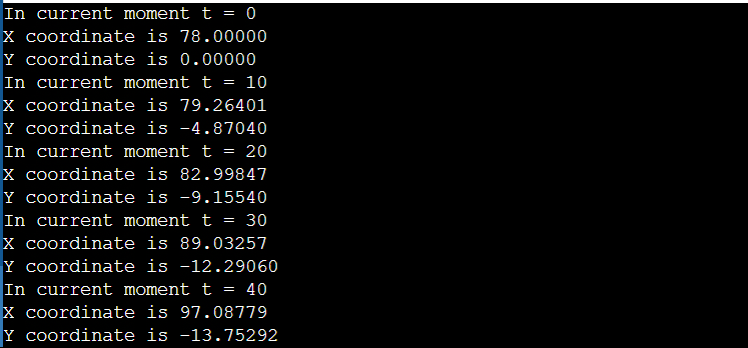 In current moment t = 0
X coordinate is 78.00000
Y coordinate is 0.00000
In current moment t = 10
X coordinate is 79.26401
Y coordinate is -4.87040
In current moment t = 20
X coordinate is 82.99847
Y coordinate is -9.15540
In current moment t = 30
X coordinate is 89.03257
Y coordinate is -12.29060
In current moment t = 40
X coordinate is 97.08779
Y coordinate is -13.75292